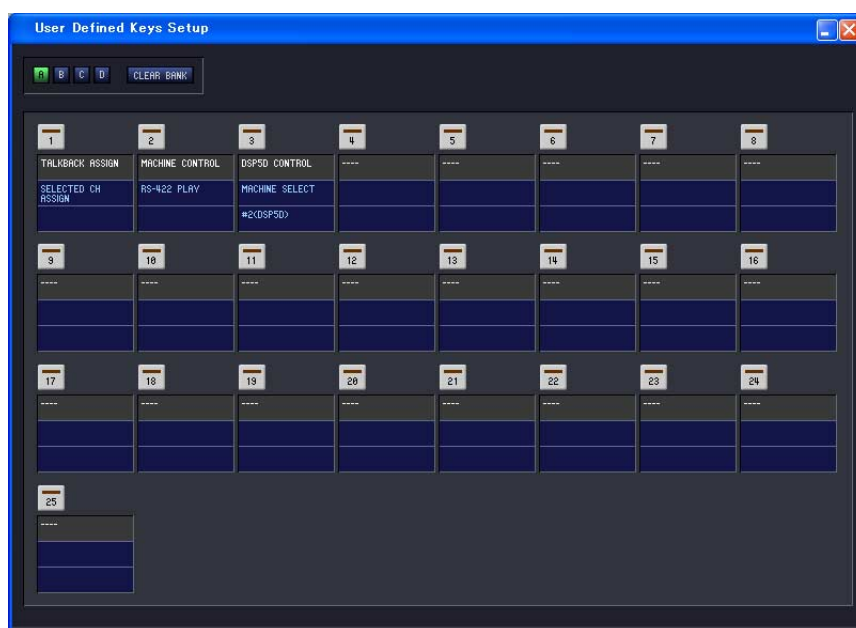 User Defined Keys Setup
A B C D CLEAR BANK
1 2 3 4 5 6 7 8
TALKBACK ASSIGN MACHINE CONTROL DSP5D CONTROL ---- ---- ---- ---- ----
SELECTED CH ASSIGN RS-422 PLAY MACHINE SELECT
#2(DSP5D)
9 10 11 12 13 14 15 16
---- ---- ---- ---- ---- ---- ---- ----
17 18 19 20 21 22 23 24
---- ---- ---- ---- ---- ---- ---- ----
25
----